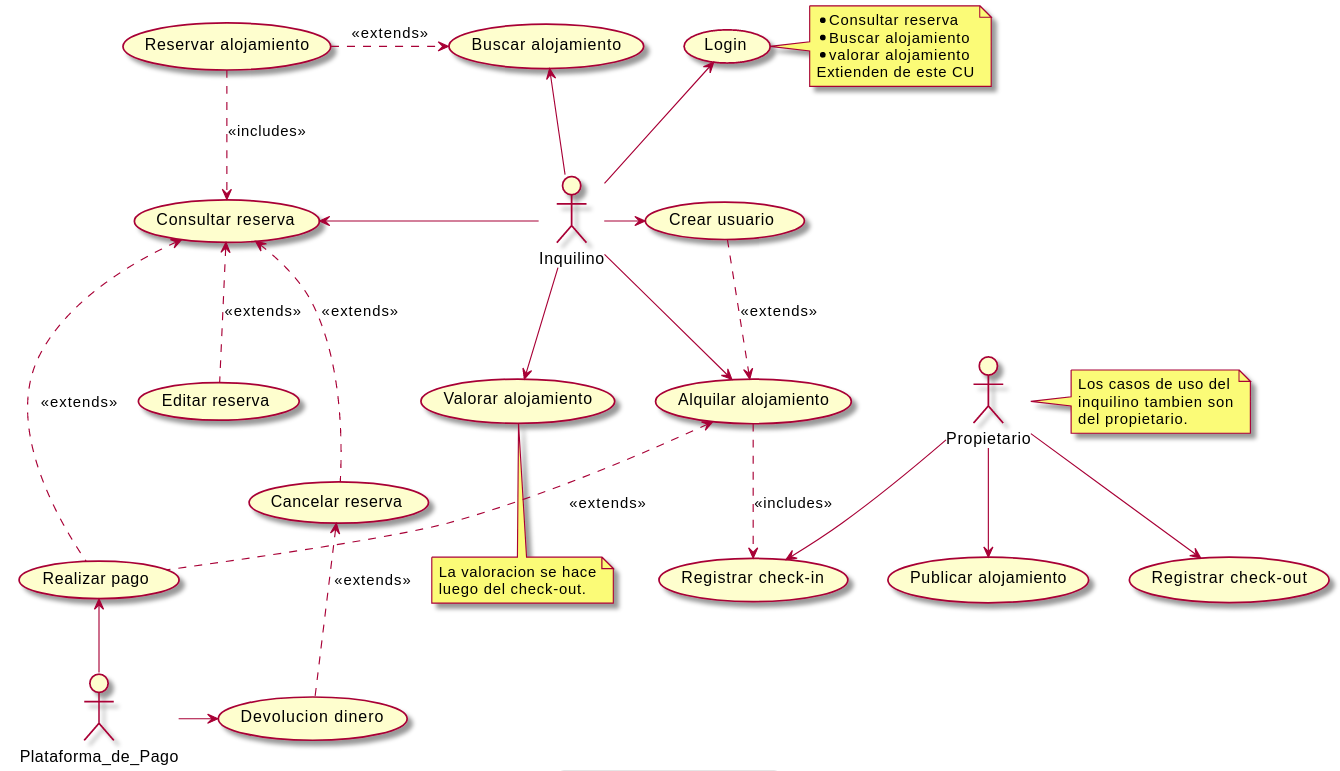 Reservar alojamiento
«extends»
Buscar alojamiento
Login
Consultar reserva
Buscar alojamiento
valorar alojamiento
Extienden de este CU
«includes»
Consultar reserva
Inquilino
Crear usuario
«extends»
«extends»
«extends»
Editar reserva
«extends»
Valorar alojamiento
Alquilar alojamiento
Propietario
Los casos de uso del
inquilino tambien son
del propietario.
Cancelar reserva
«extends»
«includes»
Realizar pago
«extends»
La valoracion se hace
luego del check-out.
Registrar check-in
Publicar alojamiento
Registrar check-out
Plataforma_de_Pago
Devolucion dinero